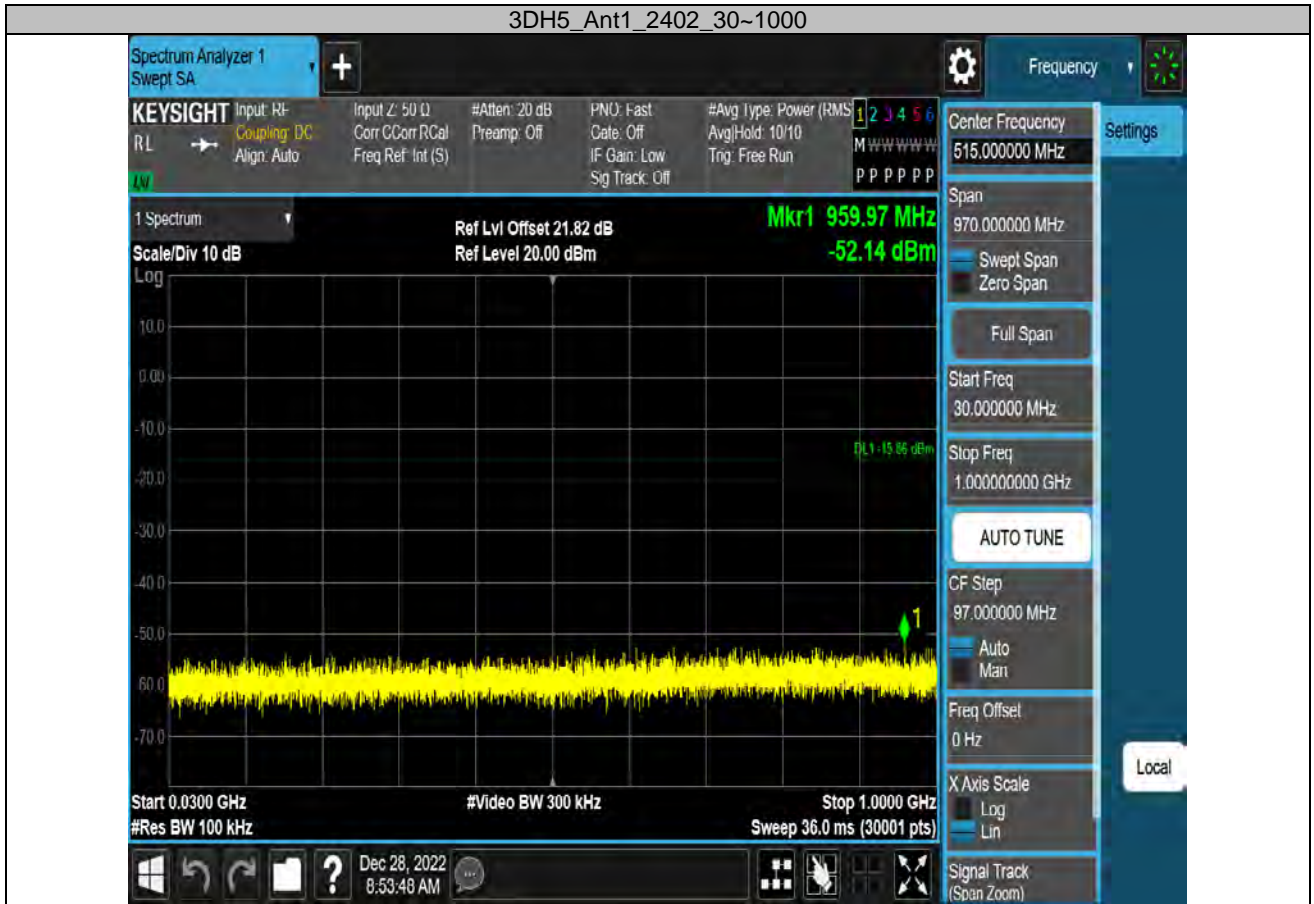 3DH5_Ant1_2402_30~1000
Spectrum Analyzer 1
Swept SA
Frequency
KEYSIGHT
RL
Input: RF
Coupling: DC
Align: Auto
Input Z: 50 Ω
Corr CCorr RCal
Freq Ref: Int (S)
#Atten: 20 dB
Preamp: Off
PNO: Fast
Gate: Off
IF Gain: Low
Sig Track: Off
#Avg Type: Power (RMS
Avg|Hold: 10/10
Trig: Free Run
1 2 3 4 5 6
M W W W W W
P P P P P P
1 Spectrum
Scale/Div 10 dB
Ref Lvl Offset 21.82 dB
Ref Level 20.00 dBm
Mkr1 959.97 MHz
-52.14 dBm
Log
10.0
0.00
-10.0
DL1 -15.86 dBm
-20.0
-30.0
-40.0
1
-50.0
-60.0
-70.0
Start 0.0300 GHz
#Video BW 300 kHz
Stop 1.0000 GHz
#Res BW 100 kHz
Sweep 36.0 ms (30001 pts)
Center Frequency
515.000000 MHz
Settings
Span
970.000000 MHz
Swept Span
Zero Span
Full Span
Start Freq
30.000000 MHz
Stop Freq
1.000000000 GHz
AUTO TUNE
CF Step
97.000000 MHz
Auto
Man
Freq Offset
0 Hz
X Axis Scale
Log
Lin
Local
Signal Track
(Span Zoom)
?
Dec 28, 2022
8:53:48 AM